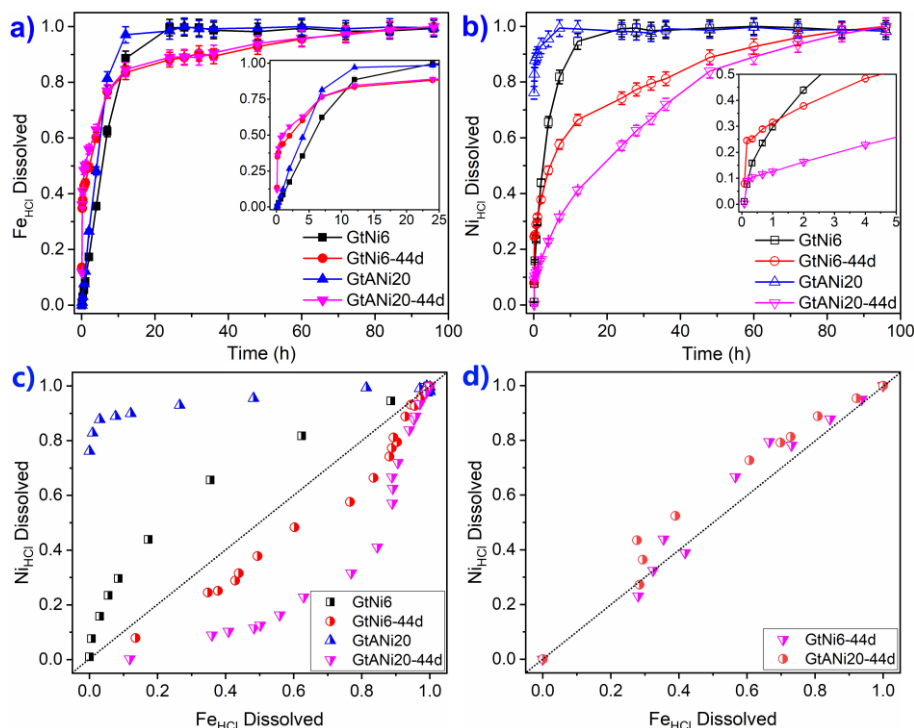 a)
Fe_HCl Dissolved
1.0
0.8
0.6
0.4
0.2
0.0
0 20 40 60 80 100
Time (h)
1.00
0.75
0.50
0.25
0.00
0 5 10 15 20 25
GtNi6
GtNi6-44d
GtANi20
GtANi20-44d
b)
Ni_HCl Dissolved
1.0
0.8
0.6
0.4
0.2
0.0
0 20 40 60 80 100
Time (h)
0.5
0.4
0.3
0.2
0.1
0.0
0 1 2 3 4 5
GtNi6
GtNi6-44d
GtANi20
GtANi20-44d
c)
Ni_HCl Dissolved
1.0
0.8
0.6
0.4
0.2
0.0
0.0 0.2 0.4 0.6 0.8 1.0
Fe_HCl Dissolved
GtNi6
GtNi6-44d
GtANi20
GtANi20-44d
d)
Ni_HCl Dissolved
1.0
0.8
0.6
0.4
0.2
0.0
0.0 0.2 0.4 0.6 0.8 1.0
Fe_HCl Dissolved
GtNi6-44d
GtANi20-44d